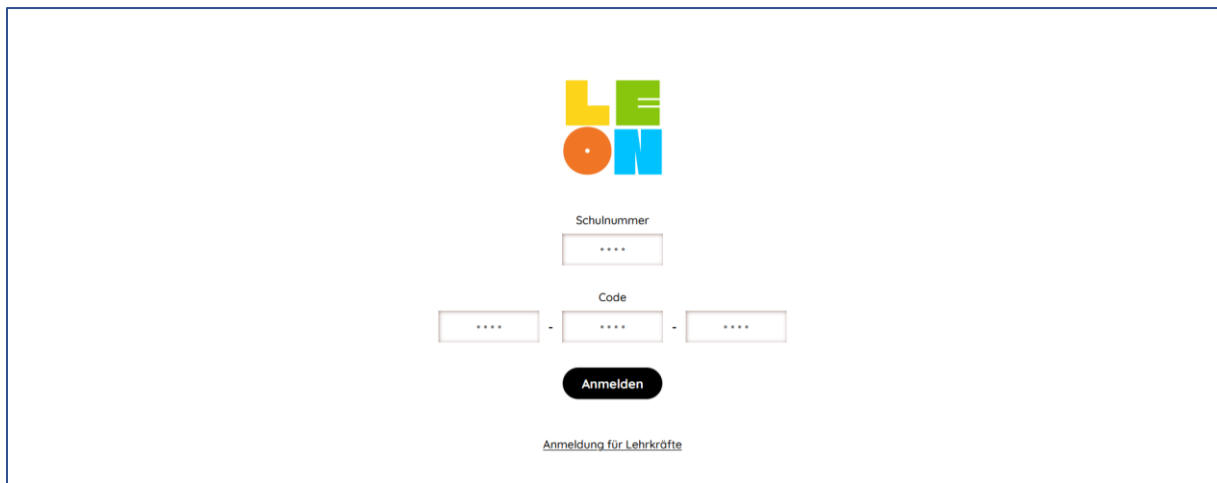 LE
ON
Schulnummer
****
Code
**** - **** - ****
Anmelden
Anmeldung für Lehrkräfte